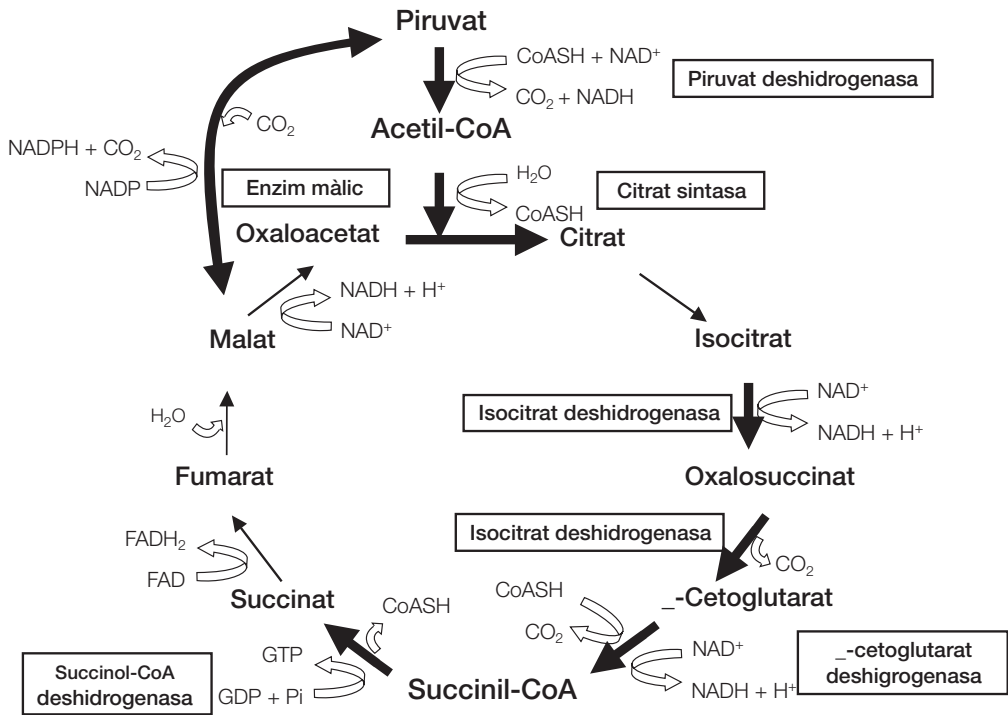 Piruvat
CoASH + NAD⁺
Piruvat deshidrogenasa
CO₂ + NADH
CO₂
Acetil-CoA
NADPH + CO₂
NADP
Enzim màlic
H₂O
Citrat sintasa
CoASH
Oxaloacetat
Citrat
NADH + H⁺
NAD⁺
Malat
Isocitrat
NAD⁺
Isocitrat deshidrogenasa
NADH + H⁺
H₂O
Fumarat
Oxalosuccinat
Isocitrat deshidrogenasa
FADH₂
FAD
CO₂
Succinat
CoASH
CoASH
_-Cetoglutarat
CO₂
GTP
NAD⁺
_-cetoglutarat
deshigrogenasa
Succinol-CoA
deshidrogenasa
GDP + Pi
Succinil-CoA
NADH + H⁺